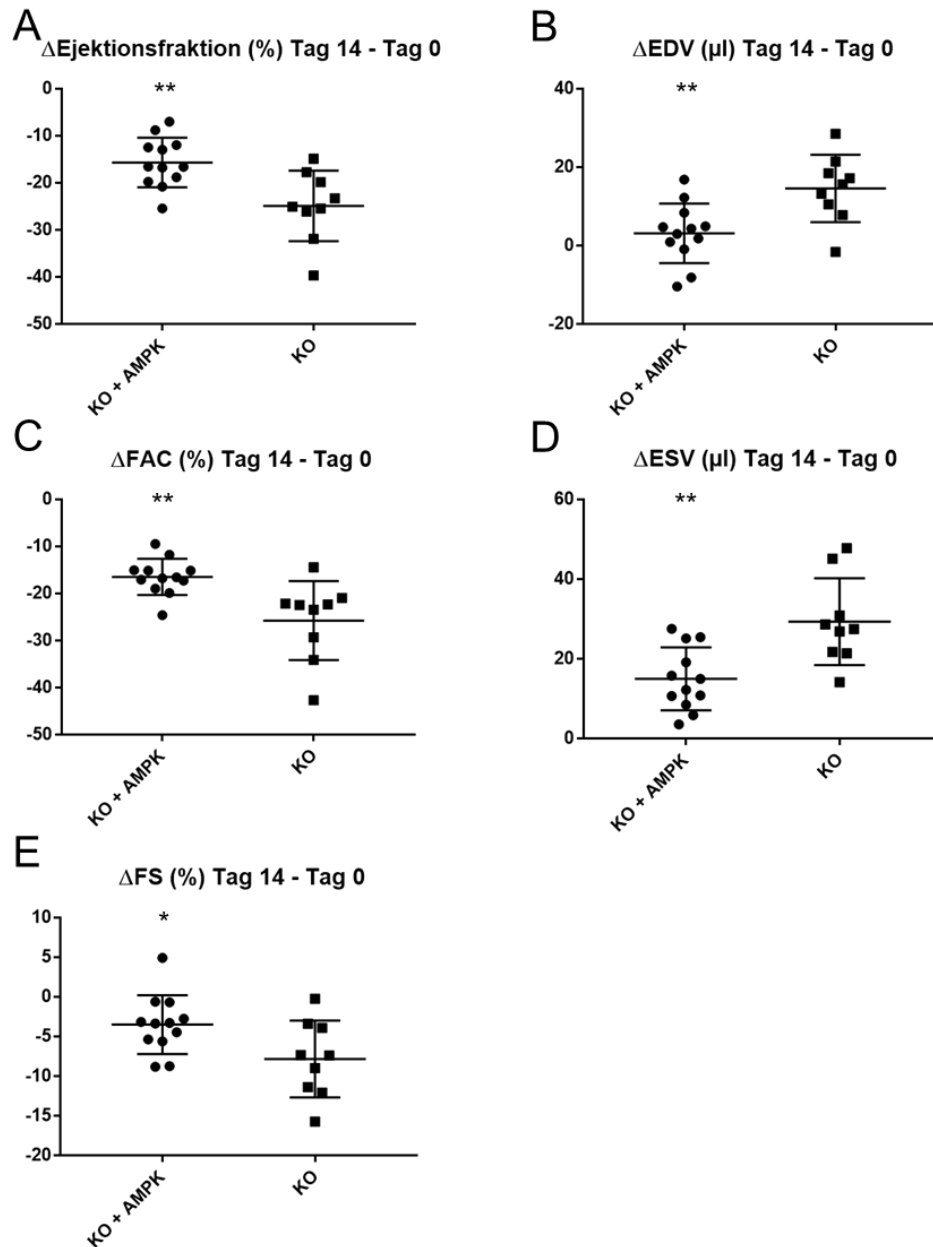 A
ΔEjektionsfraktion (%) Tag 14 - Tag 0
**
0
-10
-20
-30
-40
-50
KO + AMPK
KO
B
ΔEDV (µl) Tag 14 - Tag 0
**
40
20
0
-20
KO + AMPK
KO
C
ΔFAC (%) Tag 14 - Tag 0
**
0
-10
-20
-30
-40
-50
KO + AMPK
KO
D
ΔESV (µl) Tag 14 - Tag 0
**
60
40
20
0
KO + AMPK
KO
E
ΔFS (%) Tag 14 - Tag 0
*
10
5
0
-5
-10
-15
-20
KO + AMPK
KO